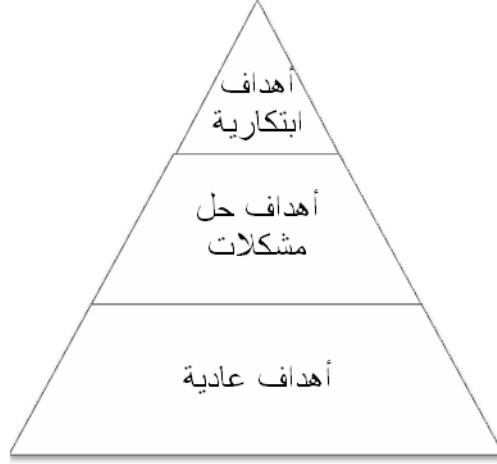 أهداف
ابتكارية
أهداف حل
مشكلات
أهداف عادية